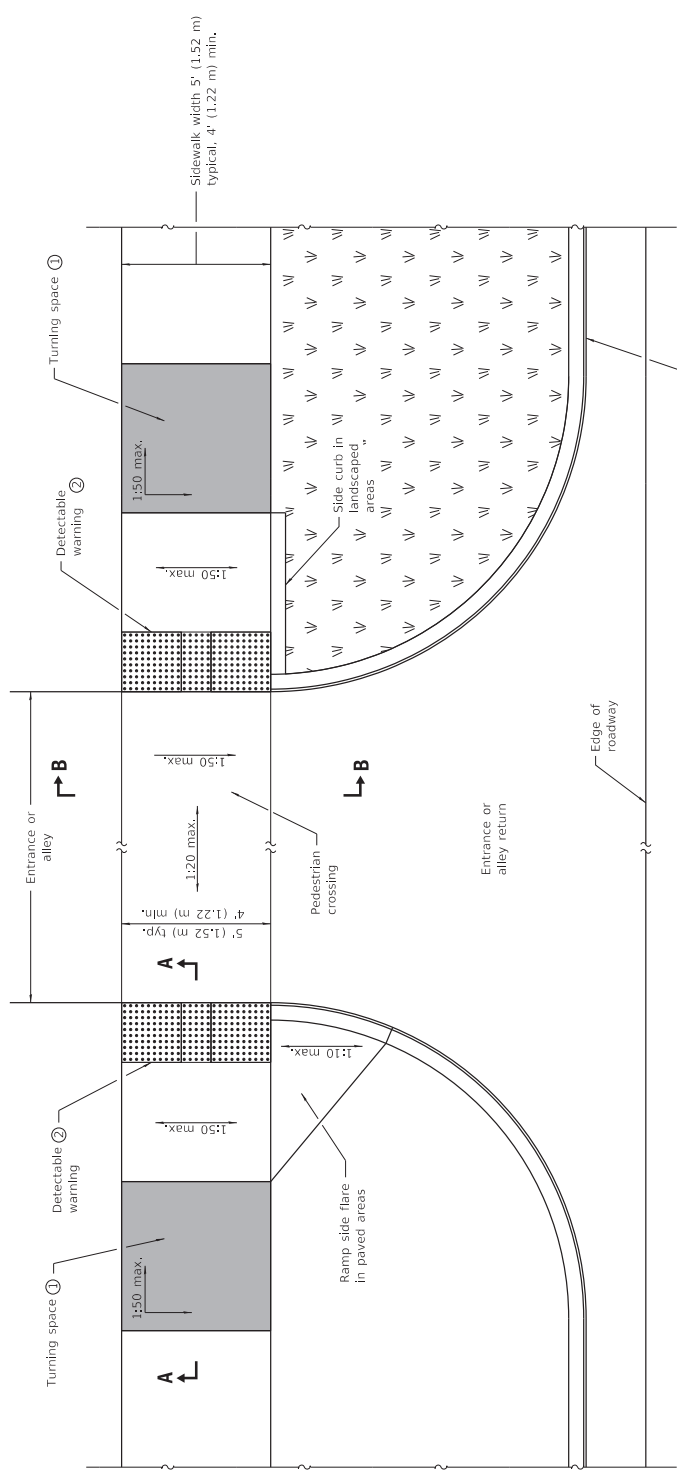 Sidewalk width 5' (1.52 m)
typical, 4' (1.22 m) min.
Turning space ①
1:50 max.
Detectable
warning ②
1:50 max.
Side curb in
landscaped
areas
Entrance or
alley
B
B
1:50 max.
1:20 max.
Pedestrian
crossing
5' (1.52 m) typ.
4' (1.22 m) min.
Edge of
roadway
Entrance or
alley return
A
Detectable ②
warning
1:50 max.
1:10 max.
Ramp side flare
in paved areas
Turning space ①
1:50 max.
A